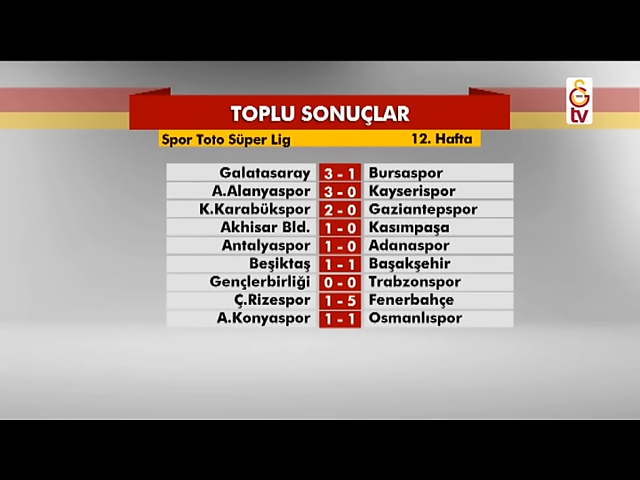 TOPLU SONUÇLAR
tv
Spor Toto Süper Lig 12. Hafta
Galatasaray 3 - 1 Bursaspor
A.Alanyaspor 3 - 0 Kayserispor
K.Karabükspor 2 - 0 Gaziantepspor
Akhisar Bld. 1 - 0 Kasımpaşa
Antalyaspor 1 - 0 Adanaspor
Beşiktaş 1 - 1 Başakşehir
Gençlerbirliği 0 - 0 Trabzonspor
Ç.Rizespor 1 - 5 Fenerbahçe
A.Konyaspor 1 - 1 Osmanlıspor